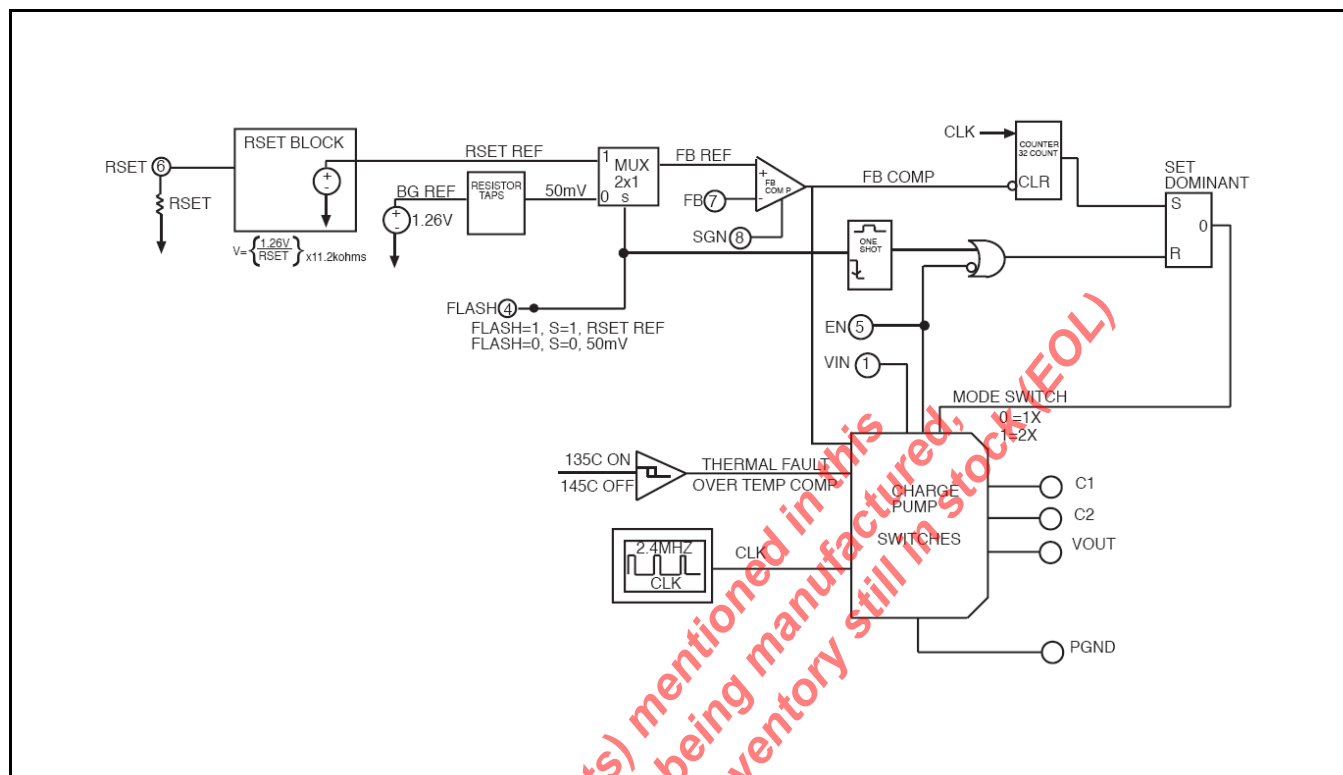 RSET 6
RSET
RSET BLOCK
V= {1.26V / RSET} x11.2kohms
RSET REF
BG REF
1.26V
RESISTOR
TAPS
50mV
1
0
MUX
2x1
S
FB REF
FB 7
SGN 8
+
-
FB
COM P
FB COMP
CLK
COUNTER
32 COUNT
CLR
SET
DOMINANT
S
0
R
ONE
SHOT
FLASH 4
FLASH=1, S=1, RSET REF
FLASH=0, S=0, 50mV
EN 5
VIN 1
MODE SWITCH
0 =1X
1=2X
135C ON
145C OFF
THERMAL FAULT
OVER TEMP COMP
2.4MHZ
CLK
CLK
CHARGE
PUMP
SWITCHES
C1
C2
VOUT
PGND
ts) mentioned in this
being manufactured,
ventory still in stock (EOL)